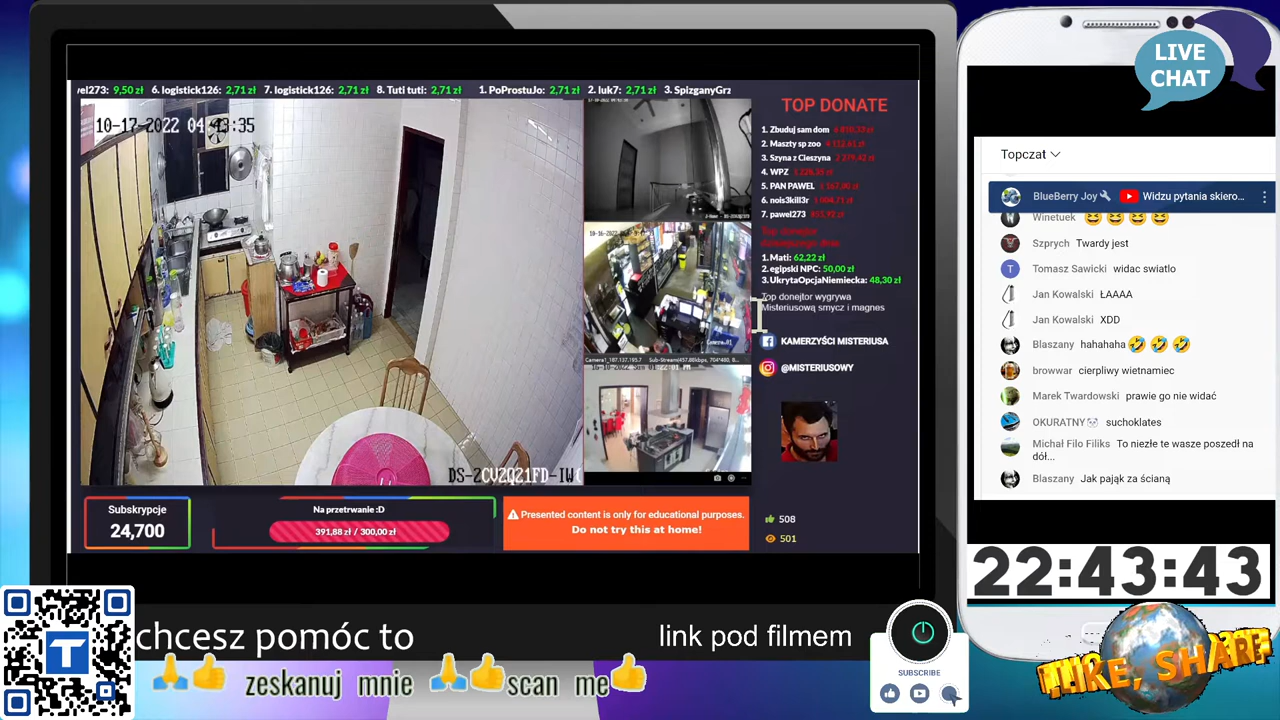 LIVE
CHAT
vel273: 9,50 zł 6. logistick126: 2,71 zł 7. logistick126: 2,71 zł 8. Tuti tuti: 2,71 zł 1. PoProstuJo: 2,71 zł 2. luk7: 2,71 zł 3. SpizganyGrz
10-17-2022 04:43:35
TOP DONATE
1. Zbuduj sam dom
2. Maszty sp zoo
3. Szyna z Cieszyna 2 279,42 zł
4. WPZ
5. PAN PAWEŁ
6. nois3kill3r
7. pawel273
1. Mati: 62,22 zł
2. egipski NPC: 50,00 zł
3. UkrytaOpcjaNiemiecka: 48,30 zł
Top donejtor wygrywa
Misteriusową smycz i magnes
KAMERZYŚCI MISTERIUSA
@MISTERIUSOWY
Subskrypcje
24,700
Na przetrwanie :D
391,88 zł / 300,00 zł
Presented content is only for educational purposes.
Do not try this at home!
508
501
Topczat
BlueBerry Joy Widzu pytania skiero...
Winetuek
Szprych Twardy jest
T Tomasz Sawicki widac swiatlo
Jan Kowalski ŁAAAA
Jan Kowalski XDD
Blaszany hahahaha
browwar cierpliwy wietnamiec
Marek Twardowski prawie go nie widać
OKURATNY suchoklates
Michał Filo Filiks To niezłe te wasze poszedł na
dół...
Blaszany Jak pająk za ścianą
22:43:43
T
chcesz pomóc to
link pod filmem
zeskanuj mnie
scan me
SUBSCRIBE
LIKE, SHARE